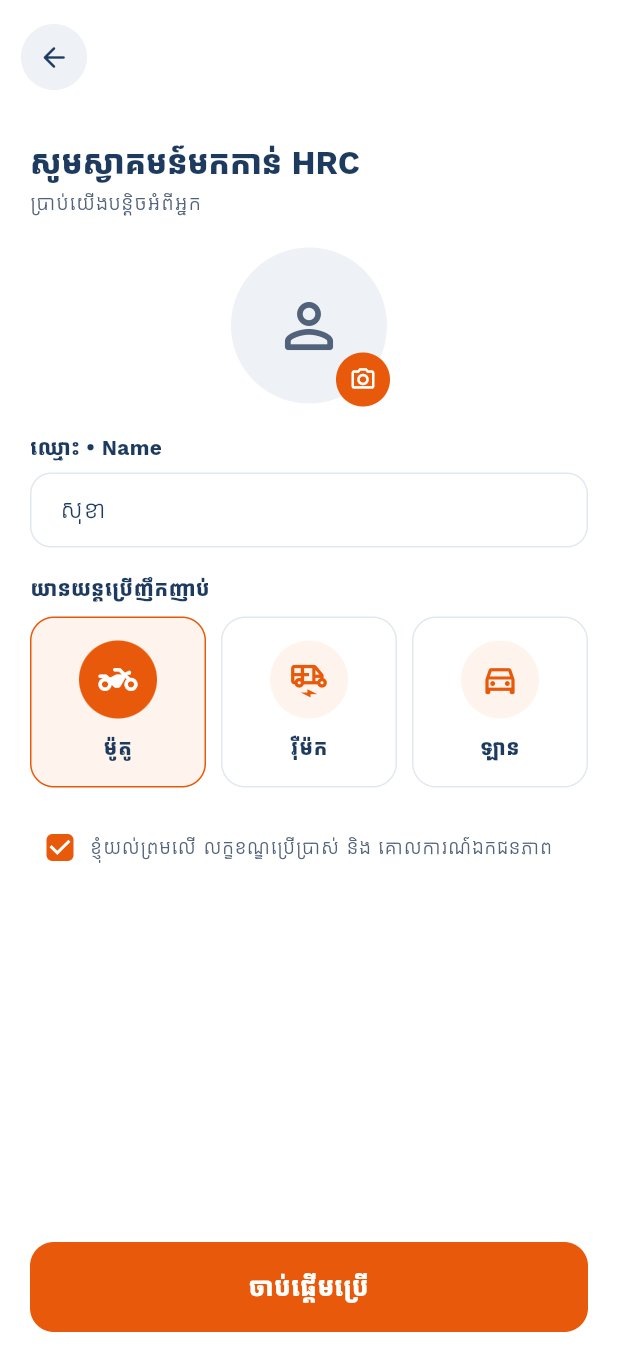 សូមស្វាគមន៍មកកាន់ HRC
ប្រាប់យើងបន្តិចអំពីអ្នក
ឈ្មោះ • Name
សុខា
យានយន្តប្រើញឹកញាប់
ម៉ូតូ
រ៉ឺម៉ក
ឡាន
ខ្ញុំយល់ព្រមលើ លក្ខខណ្ឌប្រើប្រាស់ និង គោលការណ៍ឯកជនភាព
ចាប់ផ្ដើមប្រើ